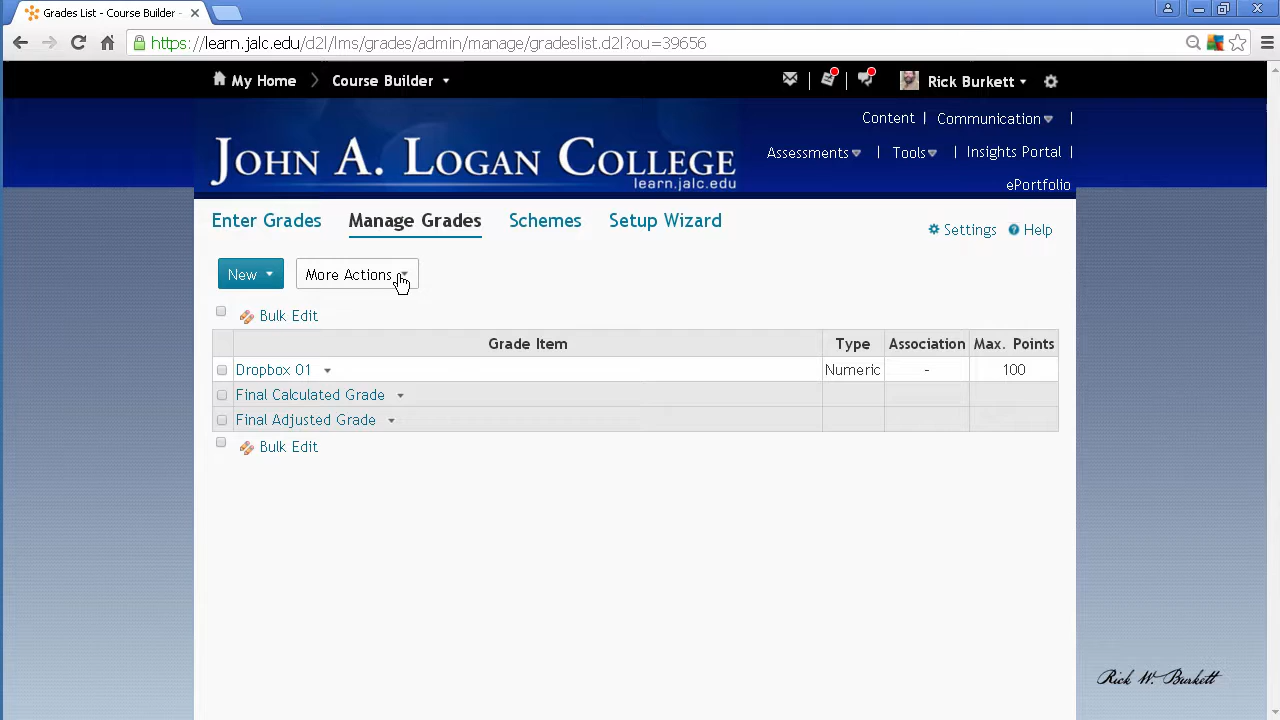 Grades List - Course Builder -
https://learn.jalc.edu/d2l/lms/grades/admin/manage/gradeslist.d2l?ou=39656
My Home Course Builder Rick Burkett
Content | Communication |
JOHN A. LOGAN COLLEGE
learn.jalc.edu
Assessments | Tools | Insights Portal |
ePortfolio
Enter Grades Manage Grades Schemes Setup Wizard
Settings Help
New More Actions
Bulk Edit
Grade Item Type Association Max. Points
Dropbox 01 Numeric - 100
Final Calculated Grade
Final Adjusted Grade
Bulk Edit
Rick W. Burkett